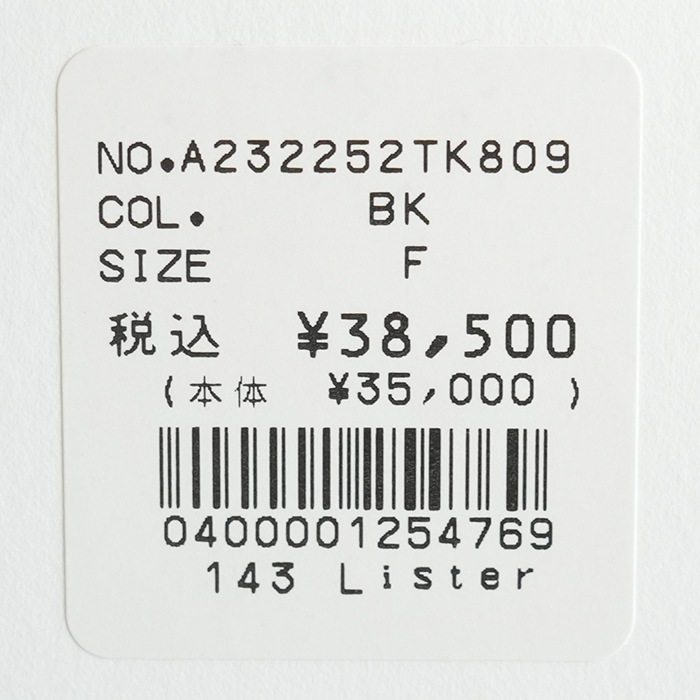 NO.A232252TK809
COL. BK
SIZE F
税込 ¥38,500
(本体 ¥35,000 )
0400001254769
143 Lister